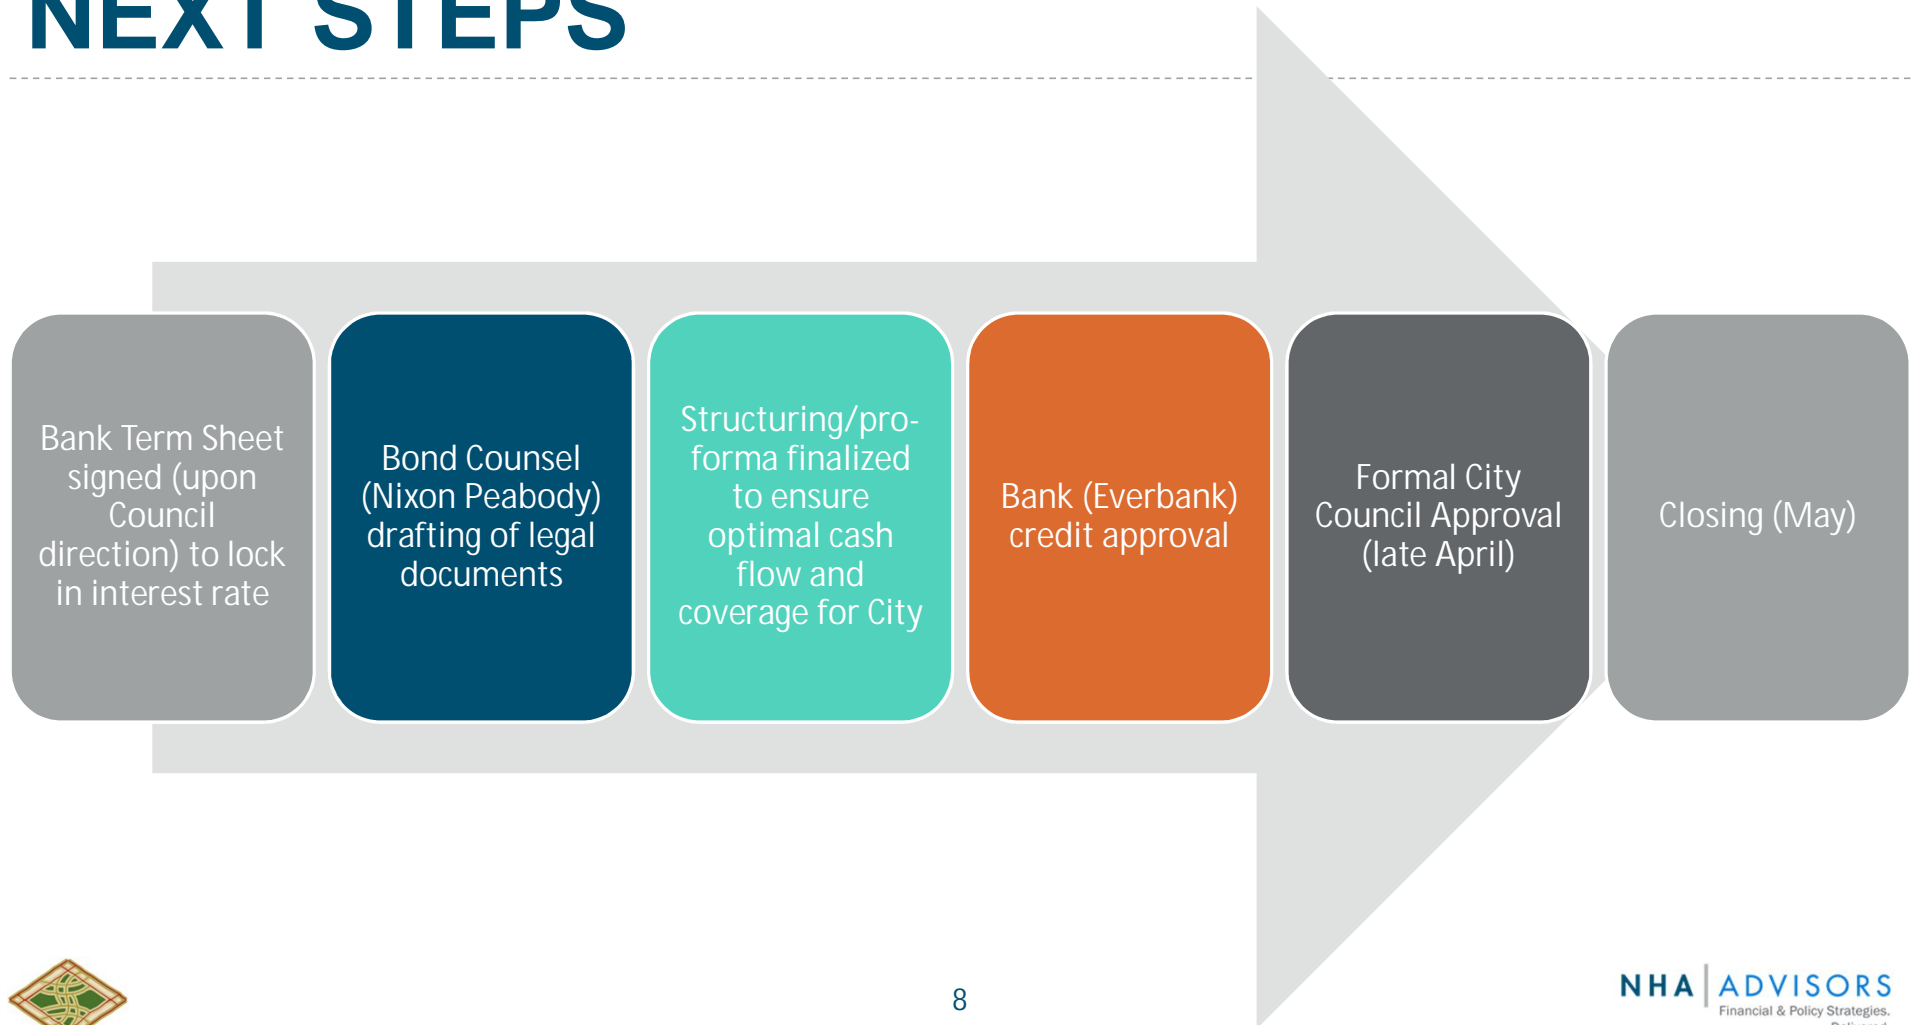 NEXT STEPS
Bank Term Sheet
signed (upon
Council
direction) to lock
in interest rate
Bond Counsel
(Nixon Peabody)
drafting of legal
documents
Structuring/pro-
forma finalized
to ensure
optimal cash
flow and
coverage for City
Bank (Everbank)
credit approval
Formal City
Council Approval
(late April)
Closing (May)
8
NHA ADVISORS
Financial & Policy Strategies.
Delivered.